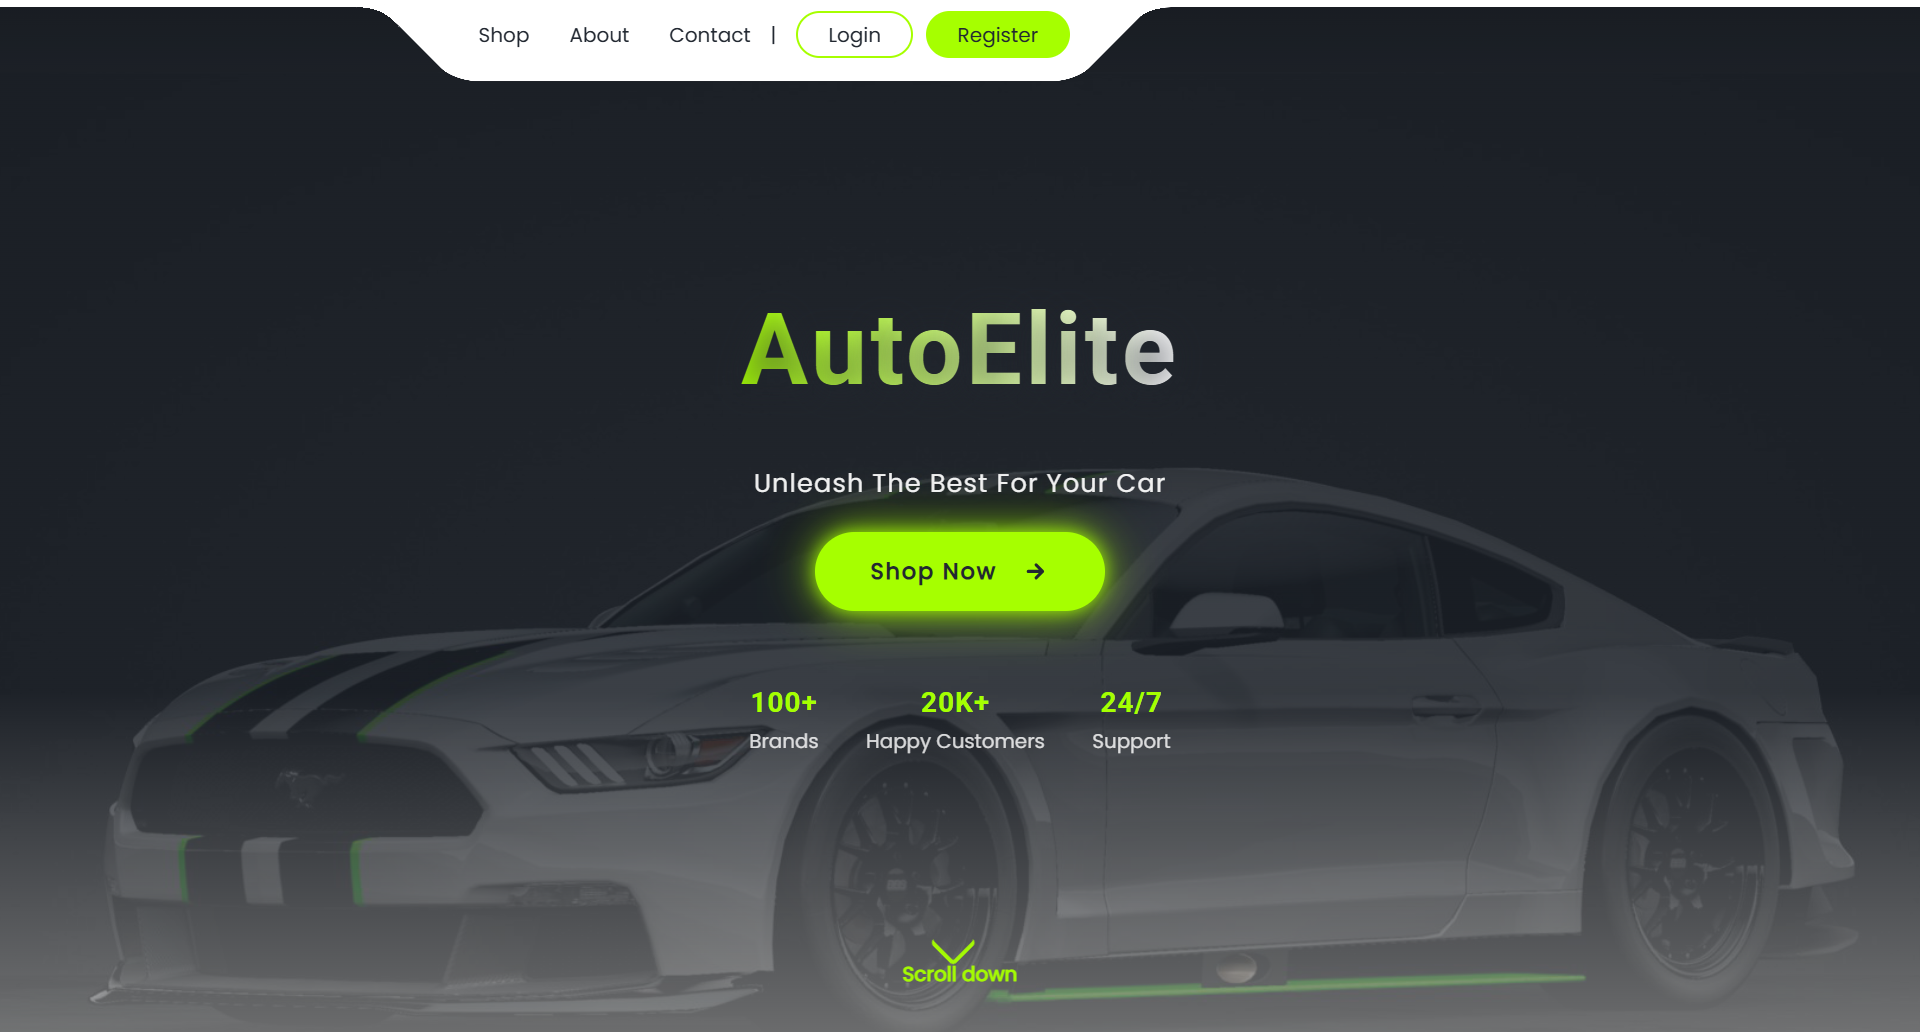 Shop About Contact | Login Register
AutoElite
Unleash The Best For Your Car
Shop Now
100+ 20K+ 24/7
Brands Happy Customers Support
Scroll down